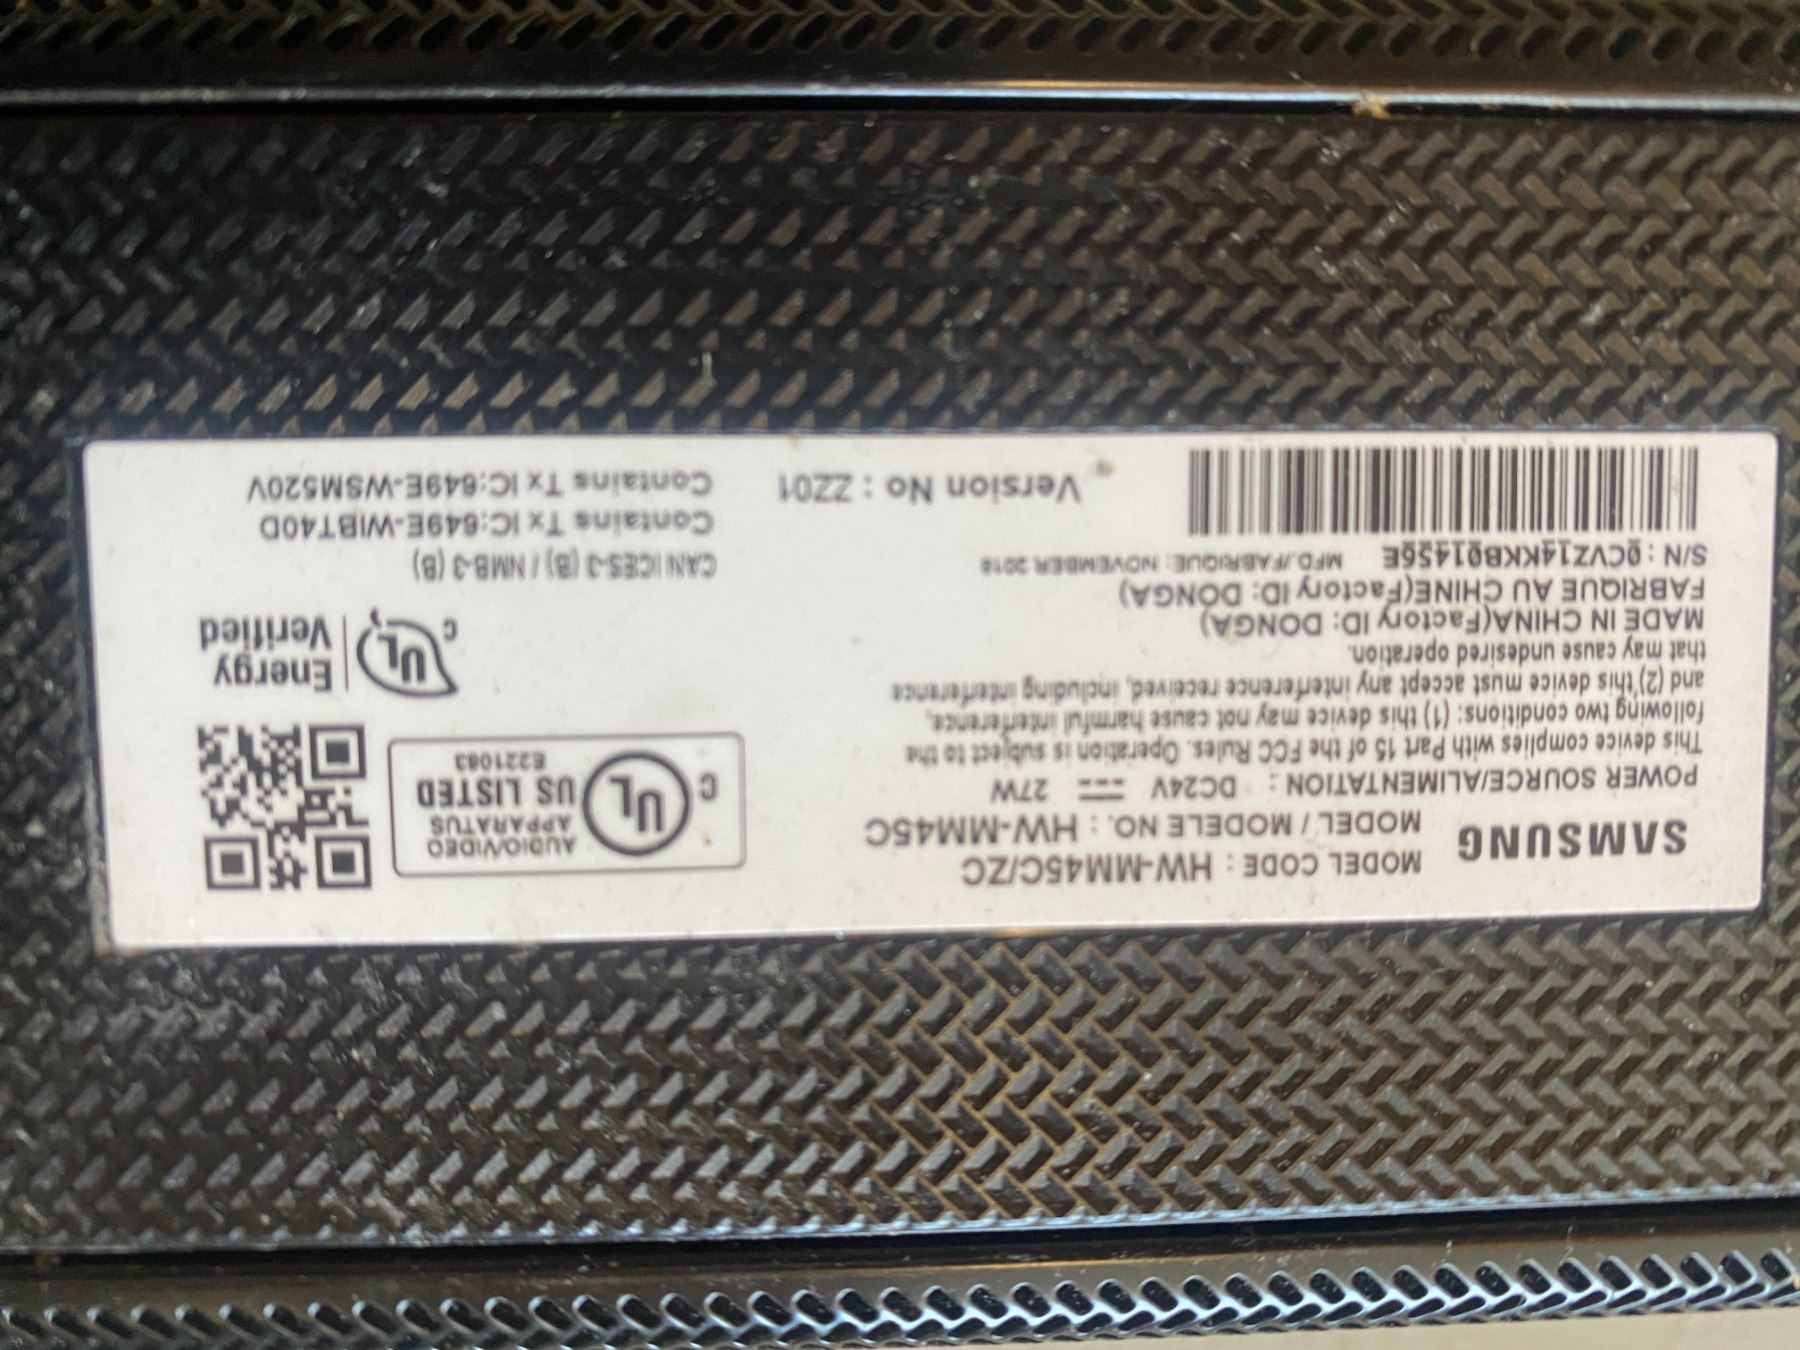 SAMSUNG
MODEL CODE : HW-MM45C/ZC
MODEL / MODELE NO. : HW-MM45C
POWER SOURCE/ALIMENTATION : DC24V ⎓ 27W
This device complies with Part 15 of the FCC Rules. Operation is subject to the
following two conditions: (1) this device may not cause harmful interference,
and (2) this device must accept any interference received, including interference
that may cause undesired operation.
MADE IN CHINA(Factory ID: DONGA)
FABRIQUE AU CHINE(Factory ID: DONGA)
S/N : 0CVZ14KKB01456E MFD./FABRIQUE: NOVEMBER 2018
Version No : ZZ01
C UL US LISTED
AUDIO/VIDEO
APPARATUS
E221083
C UL
Energy
Verified
CAN ICES-3 (B) / NMB-3 (B)
Contains Tx IC:649E-WIBT40D
Contains Tx IC:649E-WSM520V